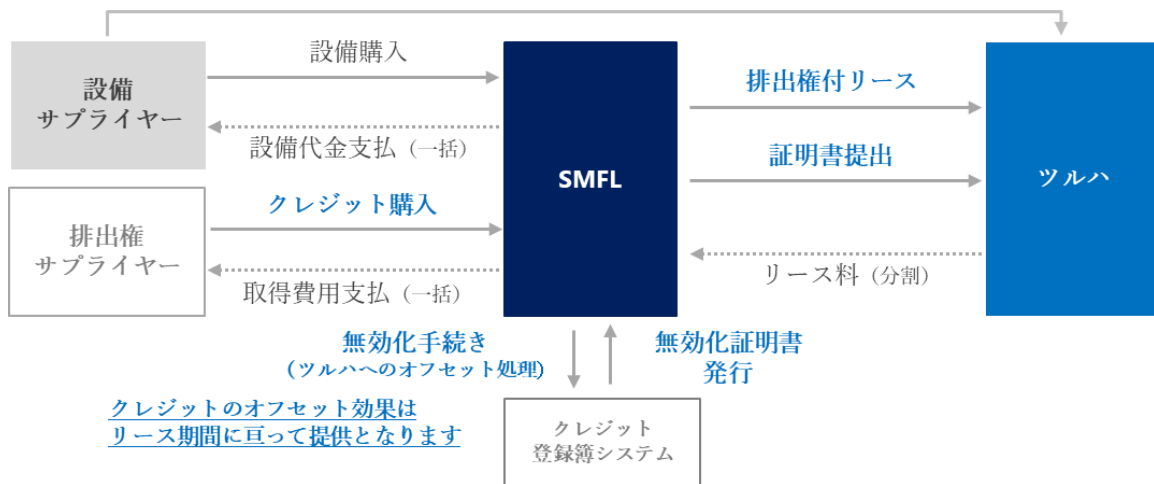 設備
サプライヤー
設備購入
設備代金支払（一括）
排出権
サプライヤー
クレジット購入
取得費用支払（一括）
SMFL
排出権付リース
証明書提出
リース料（分割）
ツルハ
無効化手続き
（ツルハへのオフセット処理）
無効化証明書
発行
クレジットのオフセット効果は
リース期間に亘って提供となります
クレジット
登録簿システム